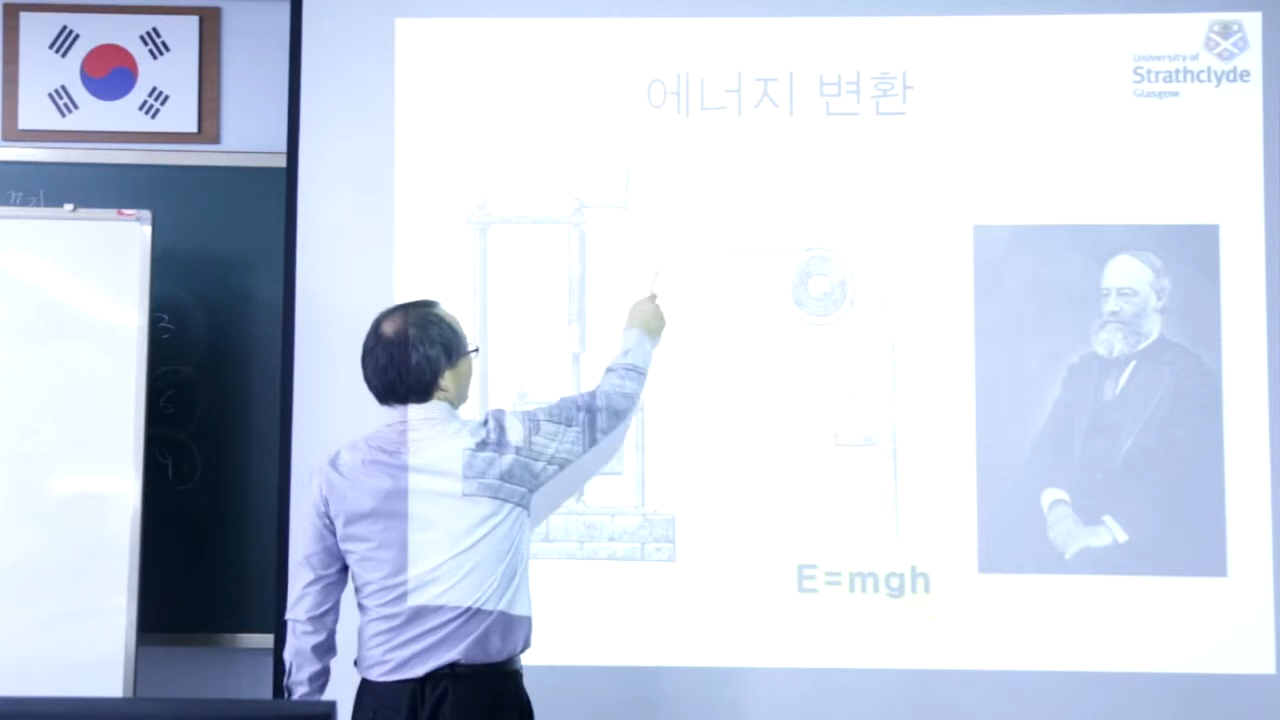 에너지 변환
University of
Strathclyde
Glasgow
E=mgh